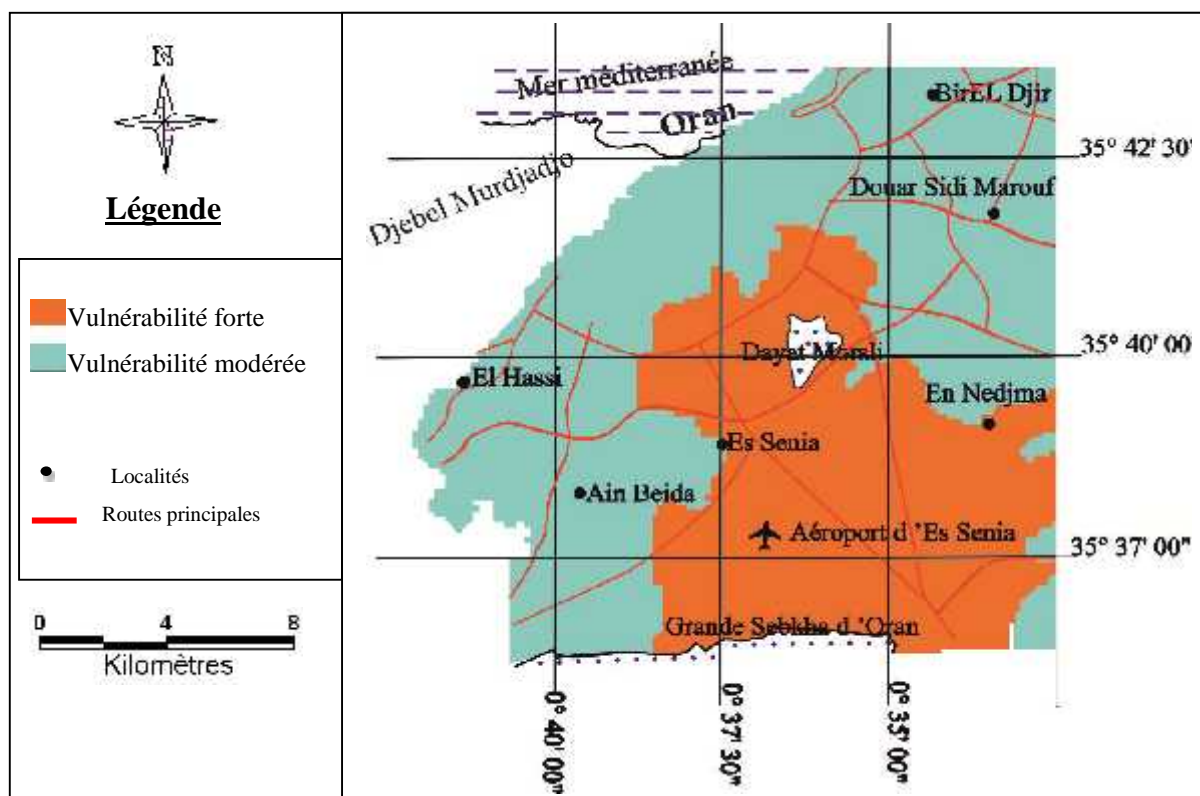 N
Légende
Vulnérabilité forte
Vulnérabilité modérée
Localités
Routes principales
0 4 8
Kilomètres
Mer méditerranée
Oran
Djebel Murdjadjo
BirEL Djir
35° 42' 30"
Douar Sidi Marouf
Dayat Morsli
35° 40' 00"
El Hassi
En Nedjma
Es Senia
Ain Beida
Aéroport d 'Es Senia
35° 37' 00"
Grande Sebkha d 'Oran
0° 40' 00"
0° 37' 30"
0° 35' 00"